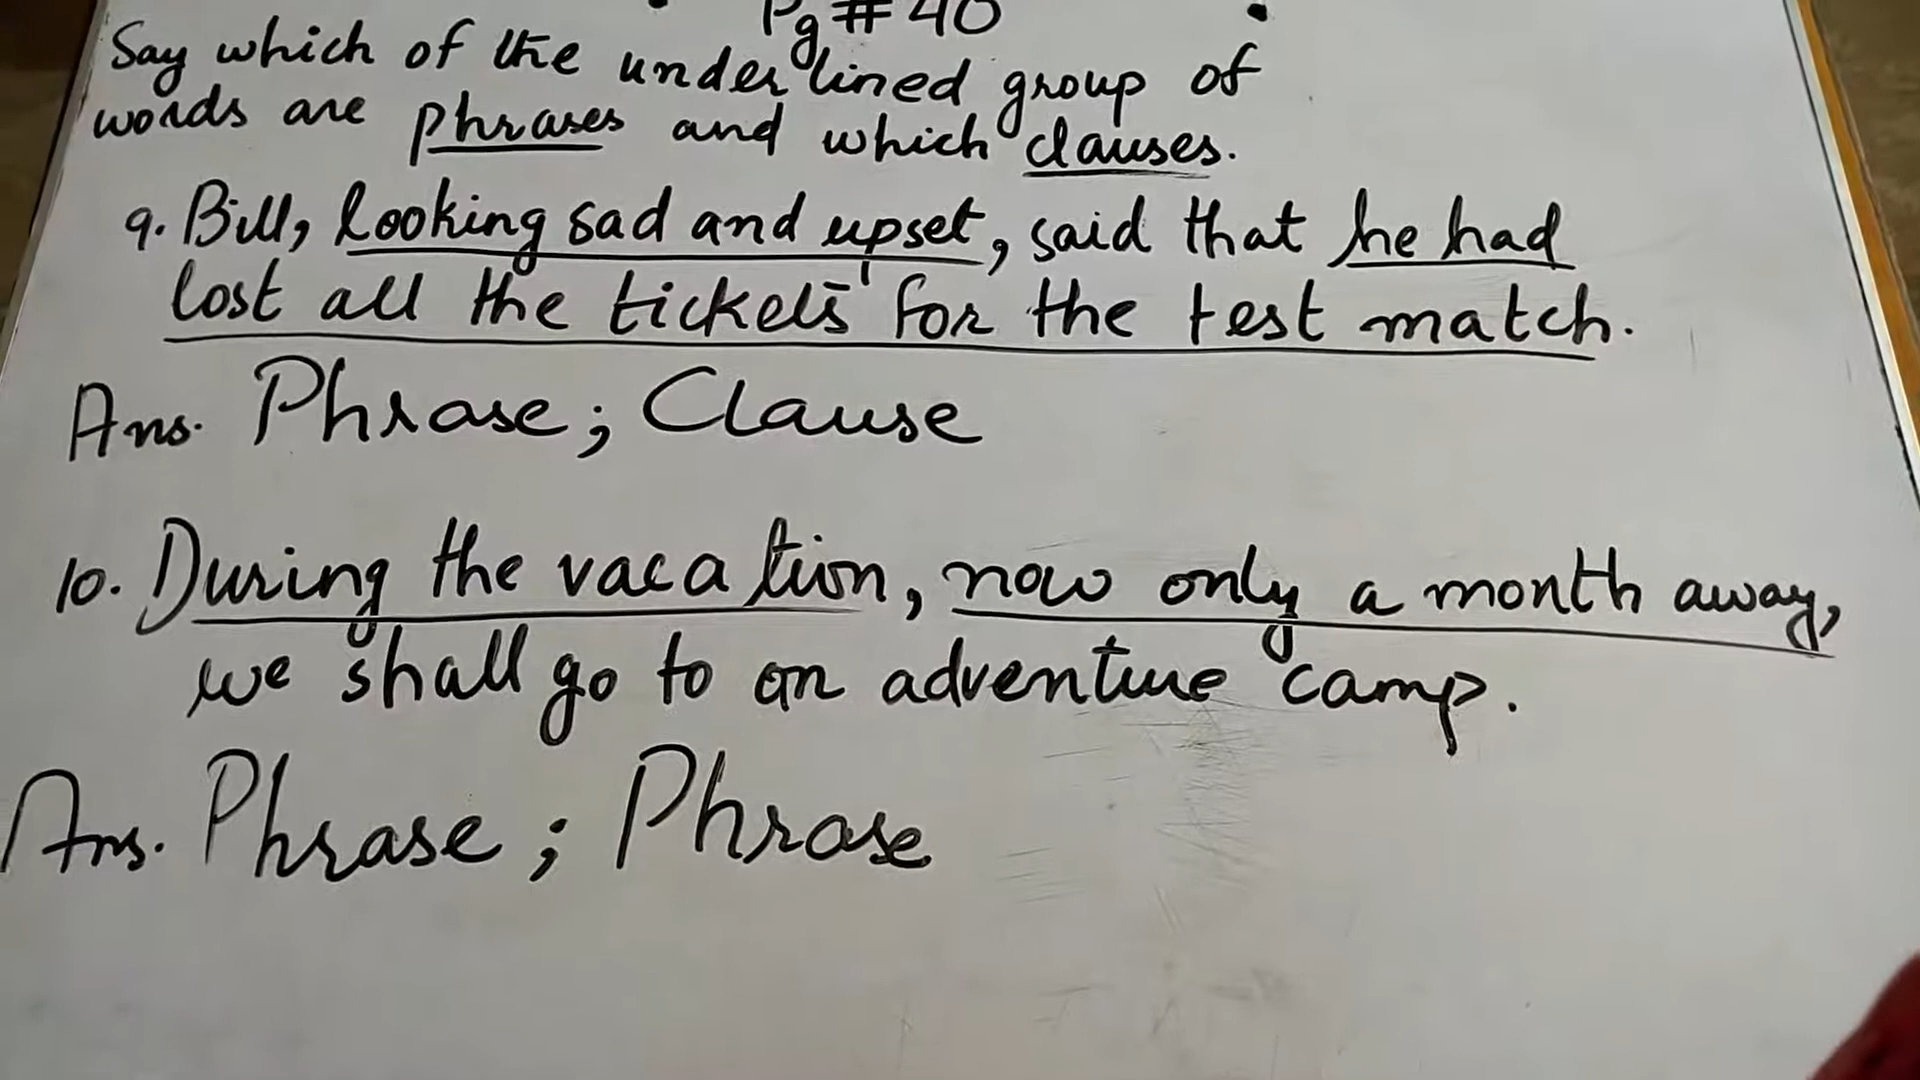 Pg # 40
Say which of the underlined group of
words are phrases and which clauses.
9. Bill, looking sad and upset, said that he had
lost all the tickets for the test match.
Ans. Phrase; Clause
10. During the vacation, now only a month away,
we shall go to an adventure camp.
Ans. Phrase; Phrase